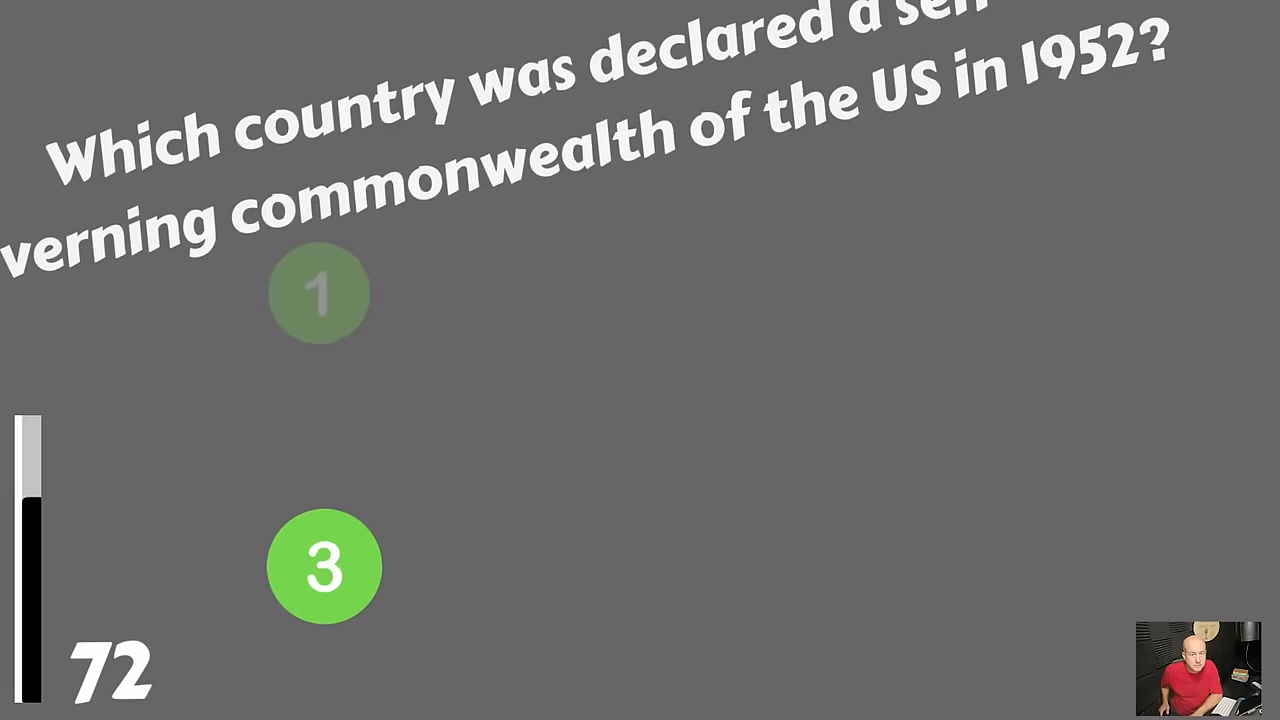 Which country was declared a
verning commonwealth of the US in 1952?
1
3
72